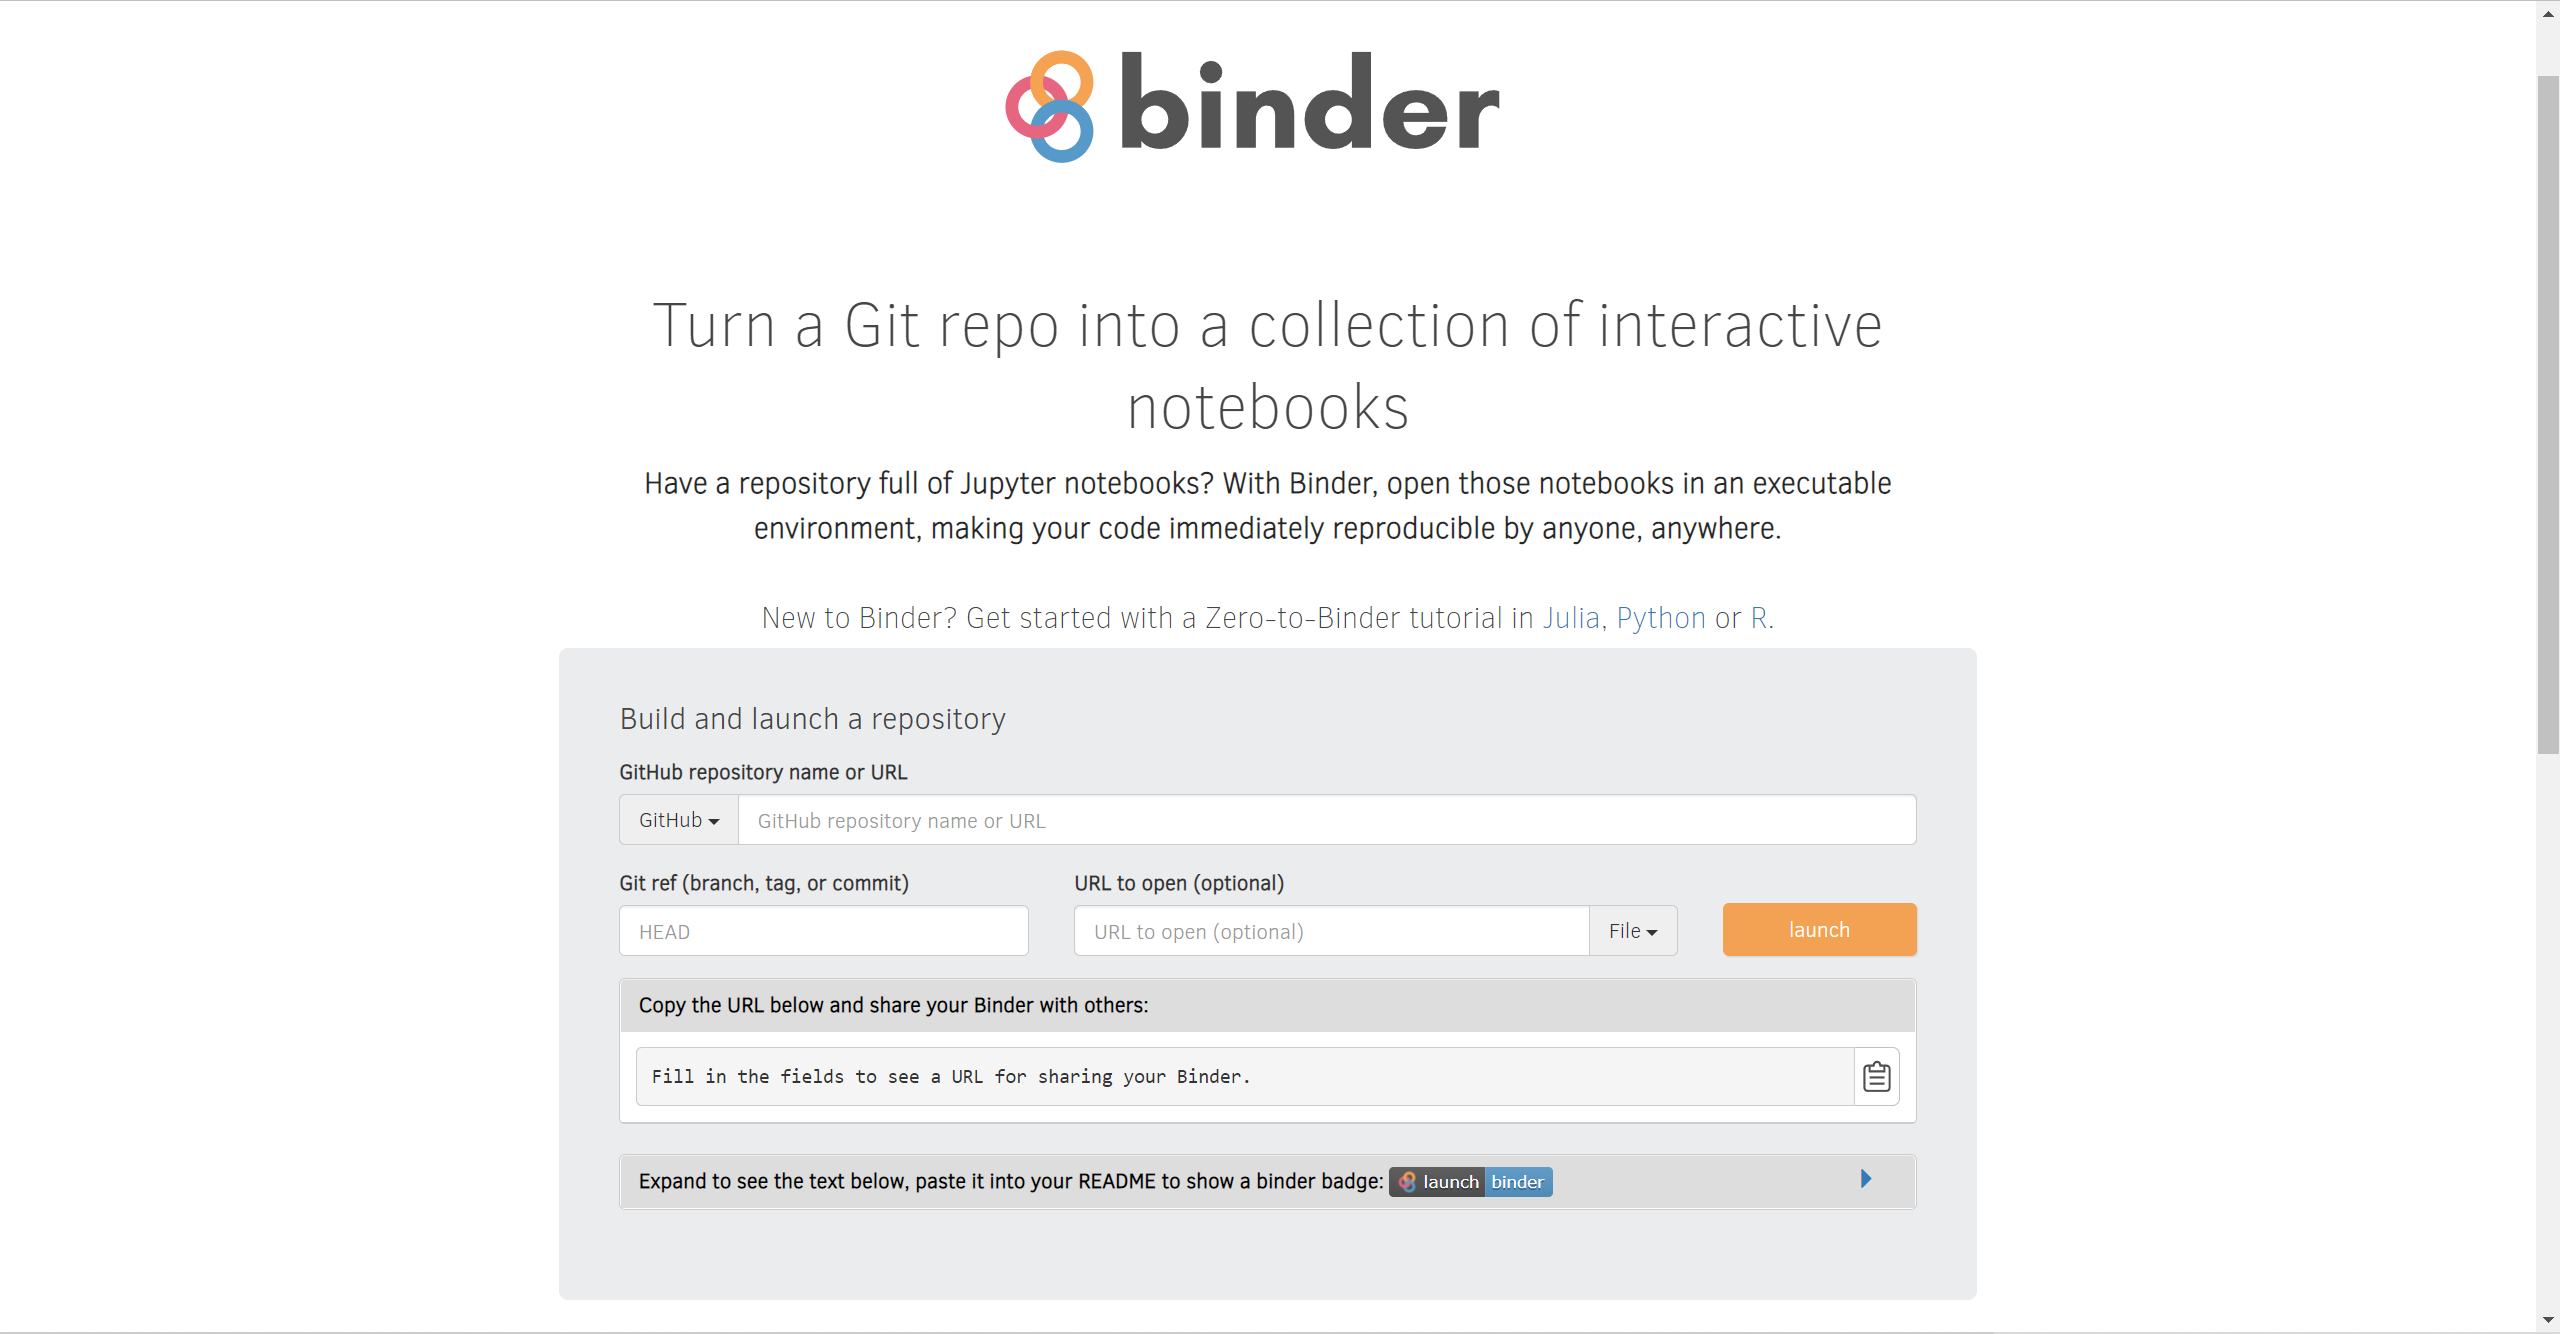 binder
Turn a Git repo into a collection of interactive
notebooks
Have a repository full of Jupyter notebooks? With Binder, open those notebooks in an executable
environment, making your code immediately reproducible by anyone, anywhere.
New to Binder? Get started with a Zero-to-Binder tutorial in Julia, Python or R.
Build and launch a repository
GitHub repository name or URL
GitHub GitHub repository name or URL
Git ref (branch, tag, or commit) URL to open (optional)
HEAD URL to open (optional) File launch
Copy the URL below and share your Binder with others:
Fill in the fields to see a URL for sharing your Binder.
Expand to see the text below, paste it into your README to show a binder badge: launch binder